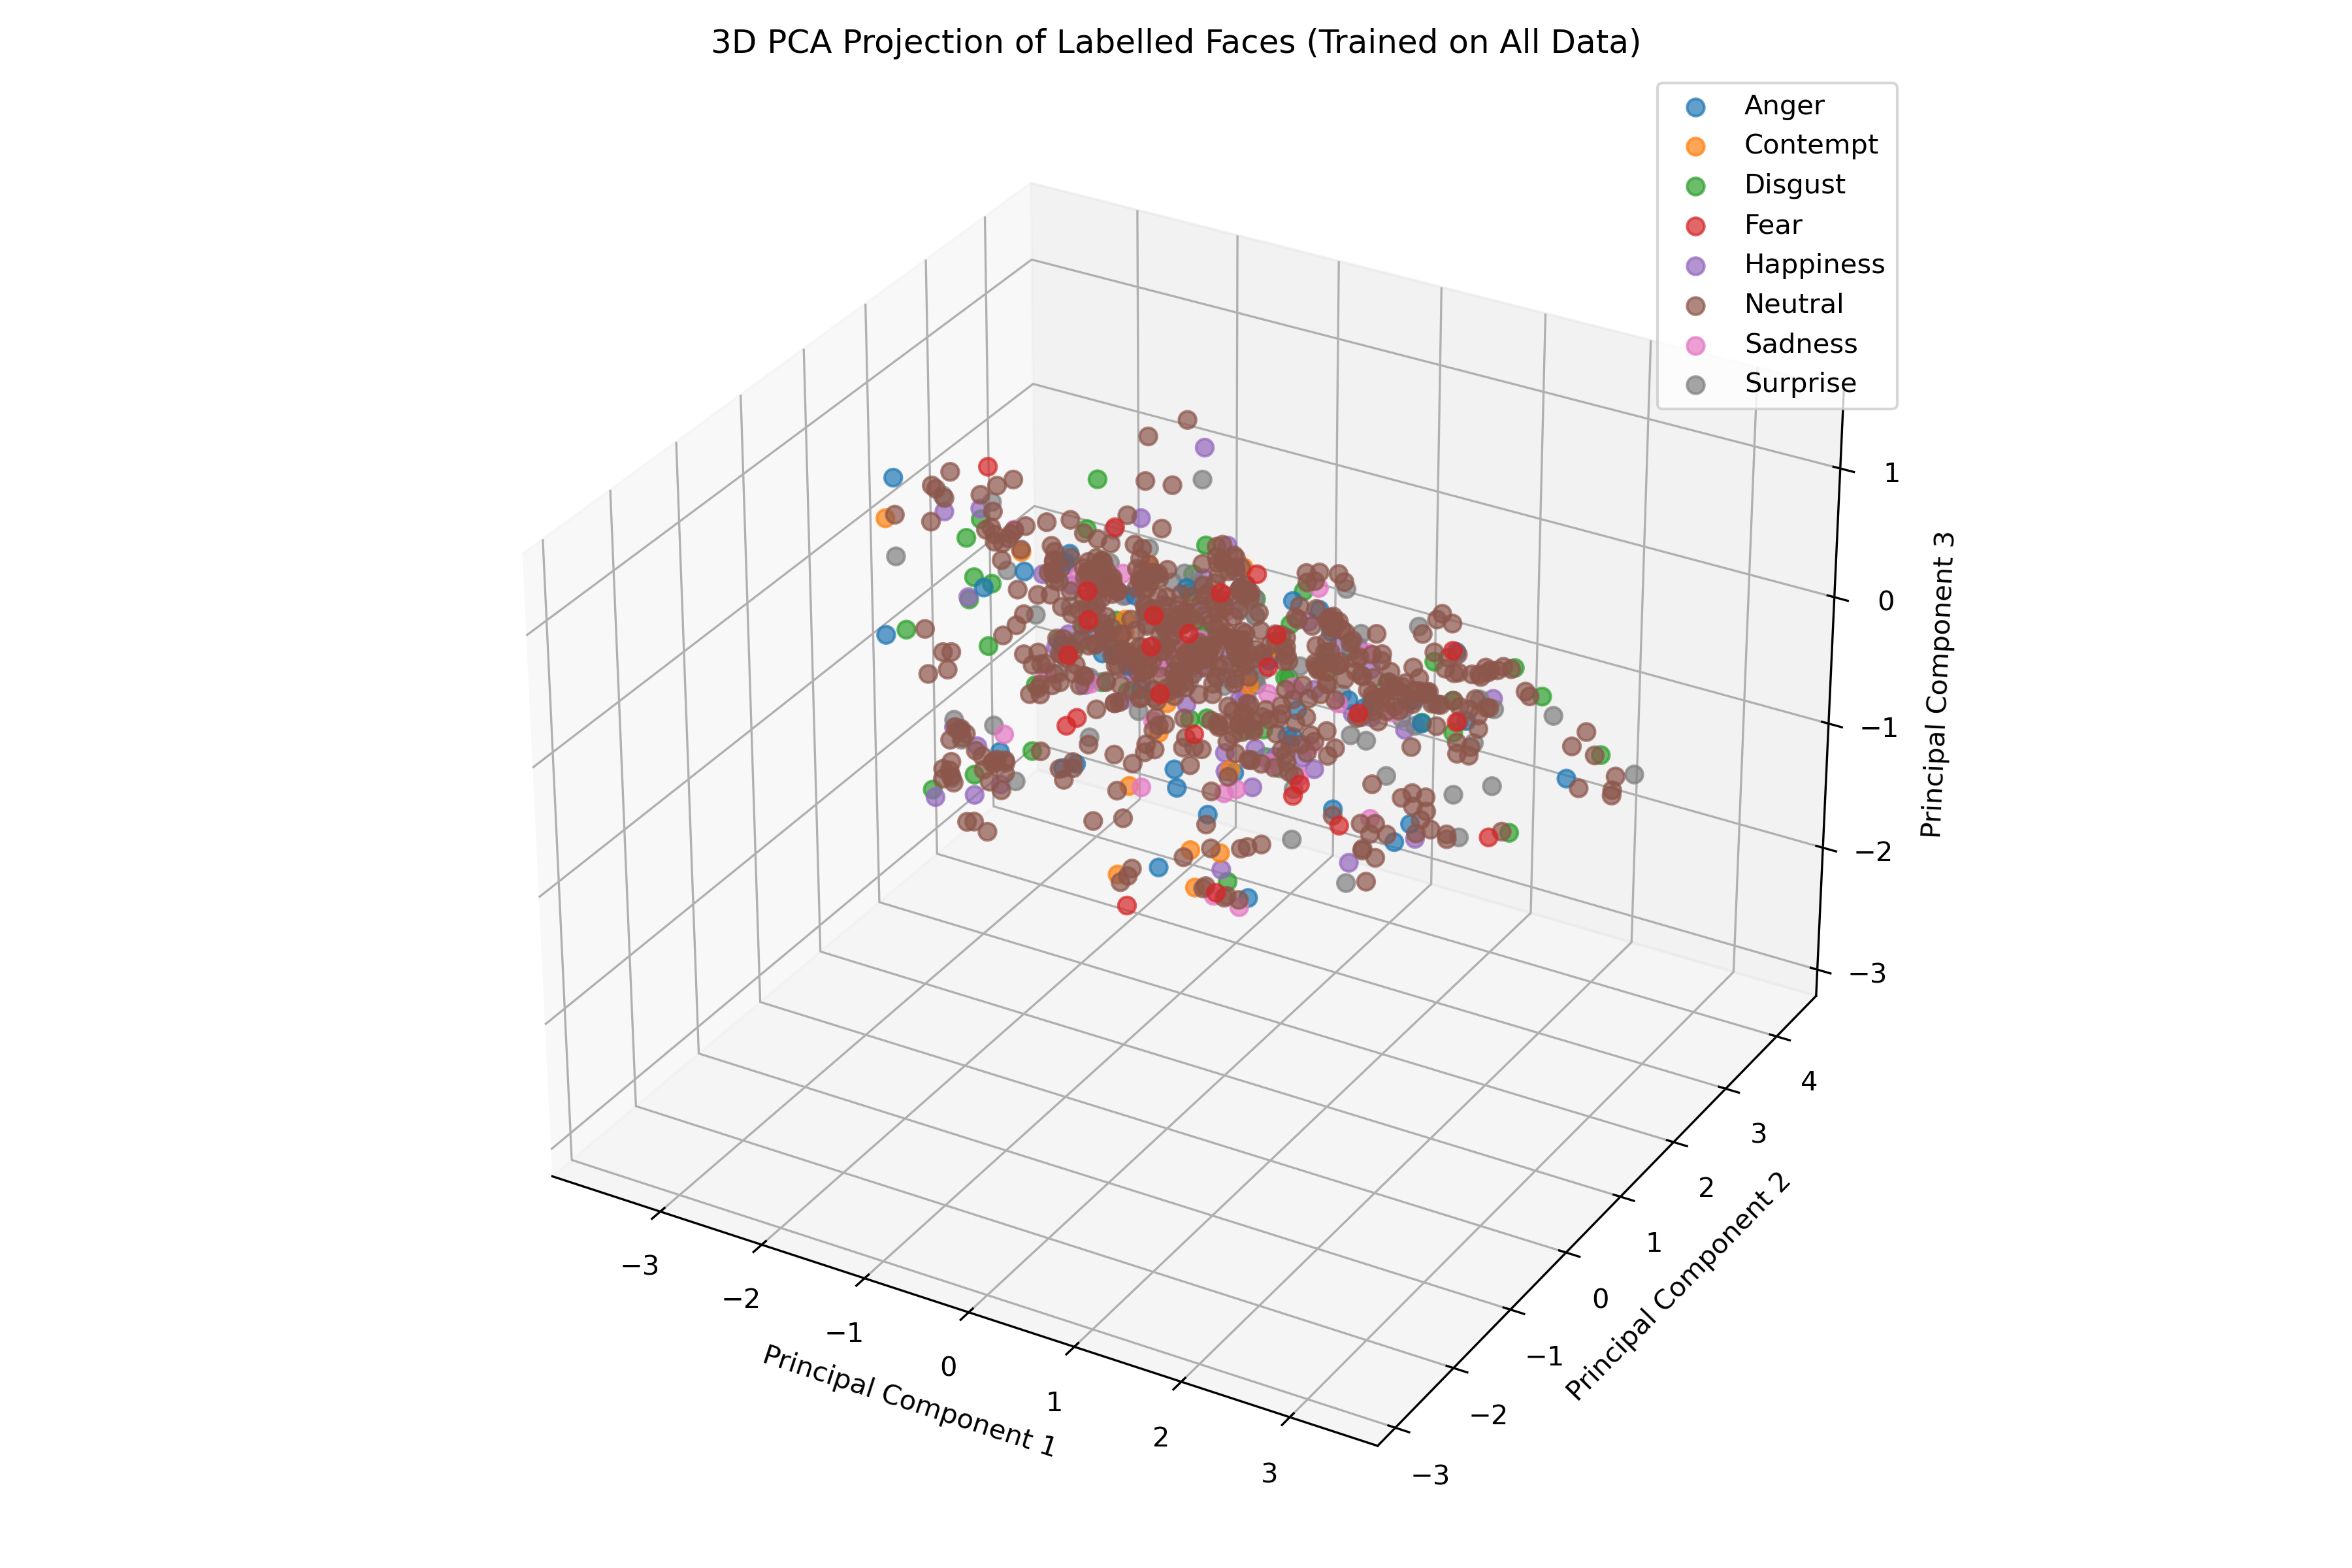 3D PCA Projection of Labelled Faces (Trained on All Data)
Anger
Contempt
Disgust
Fear
Happiness
Neutral
Sadness
Surprise
1
0
−1
−2
−3
Principal Component 3
4
3
2
1
0
−1
−2
−3
Principal Component 2
−3
−2
−1
0
1
2
3
Principal Component 1